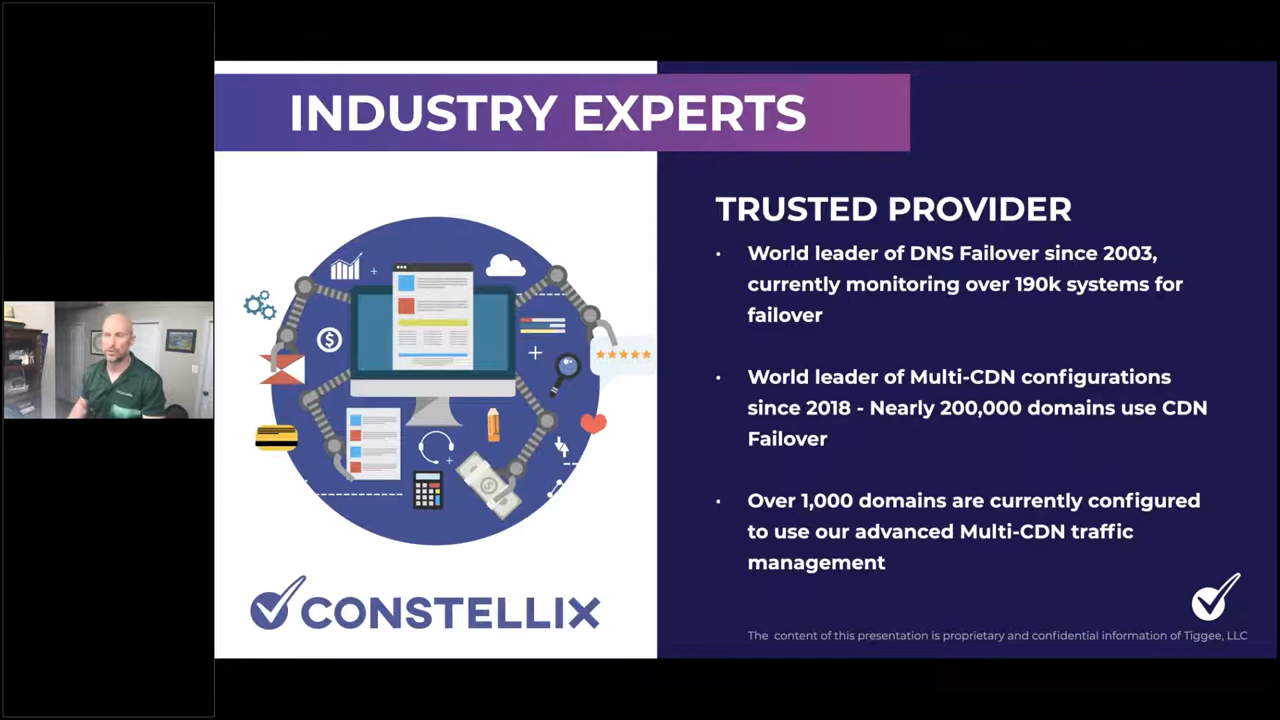 INDUSTRY EXPERTS
TRUSTED PROVIDER
• World leader of DNS Failover since 2003,
currently monitoring over 190k systems for
failover
• World leader of Multi-CDN configurations
since 2018 - Nearly 200,000 domains use CDN
Failover
• Over 1,000 domains are currently configured
to use our advanced Multi-CDN traffic
management
CONSTELLIX
The content of this presentation is proprietary and confidential information of Tiggee, LLC